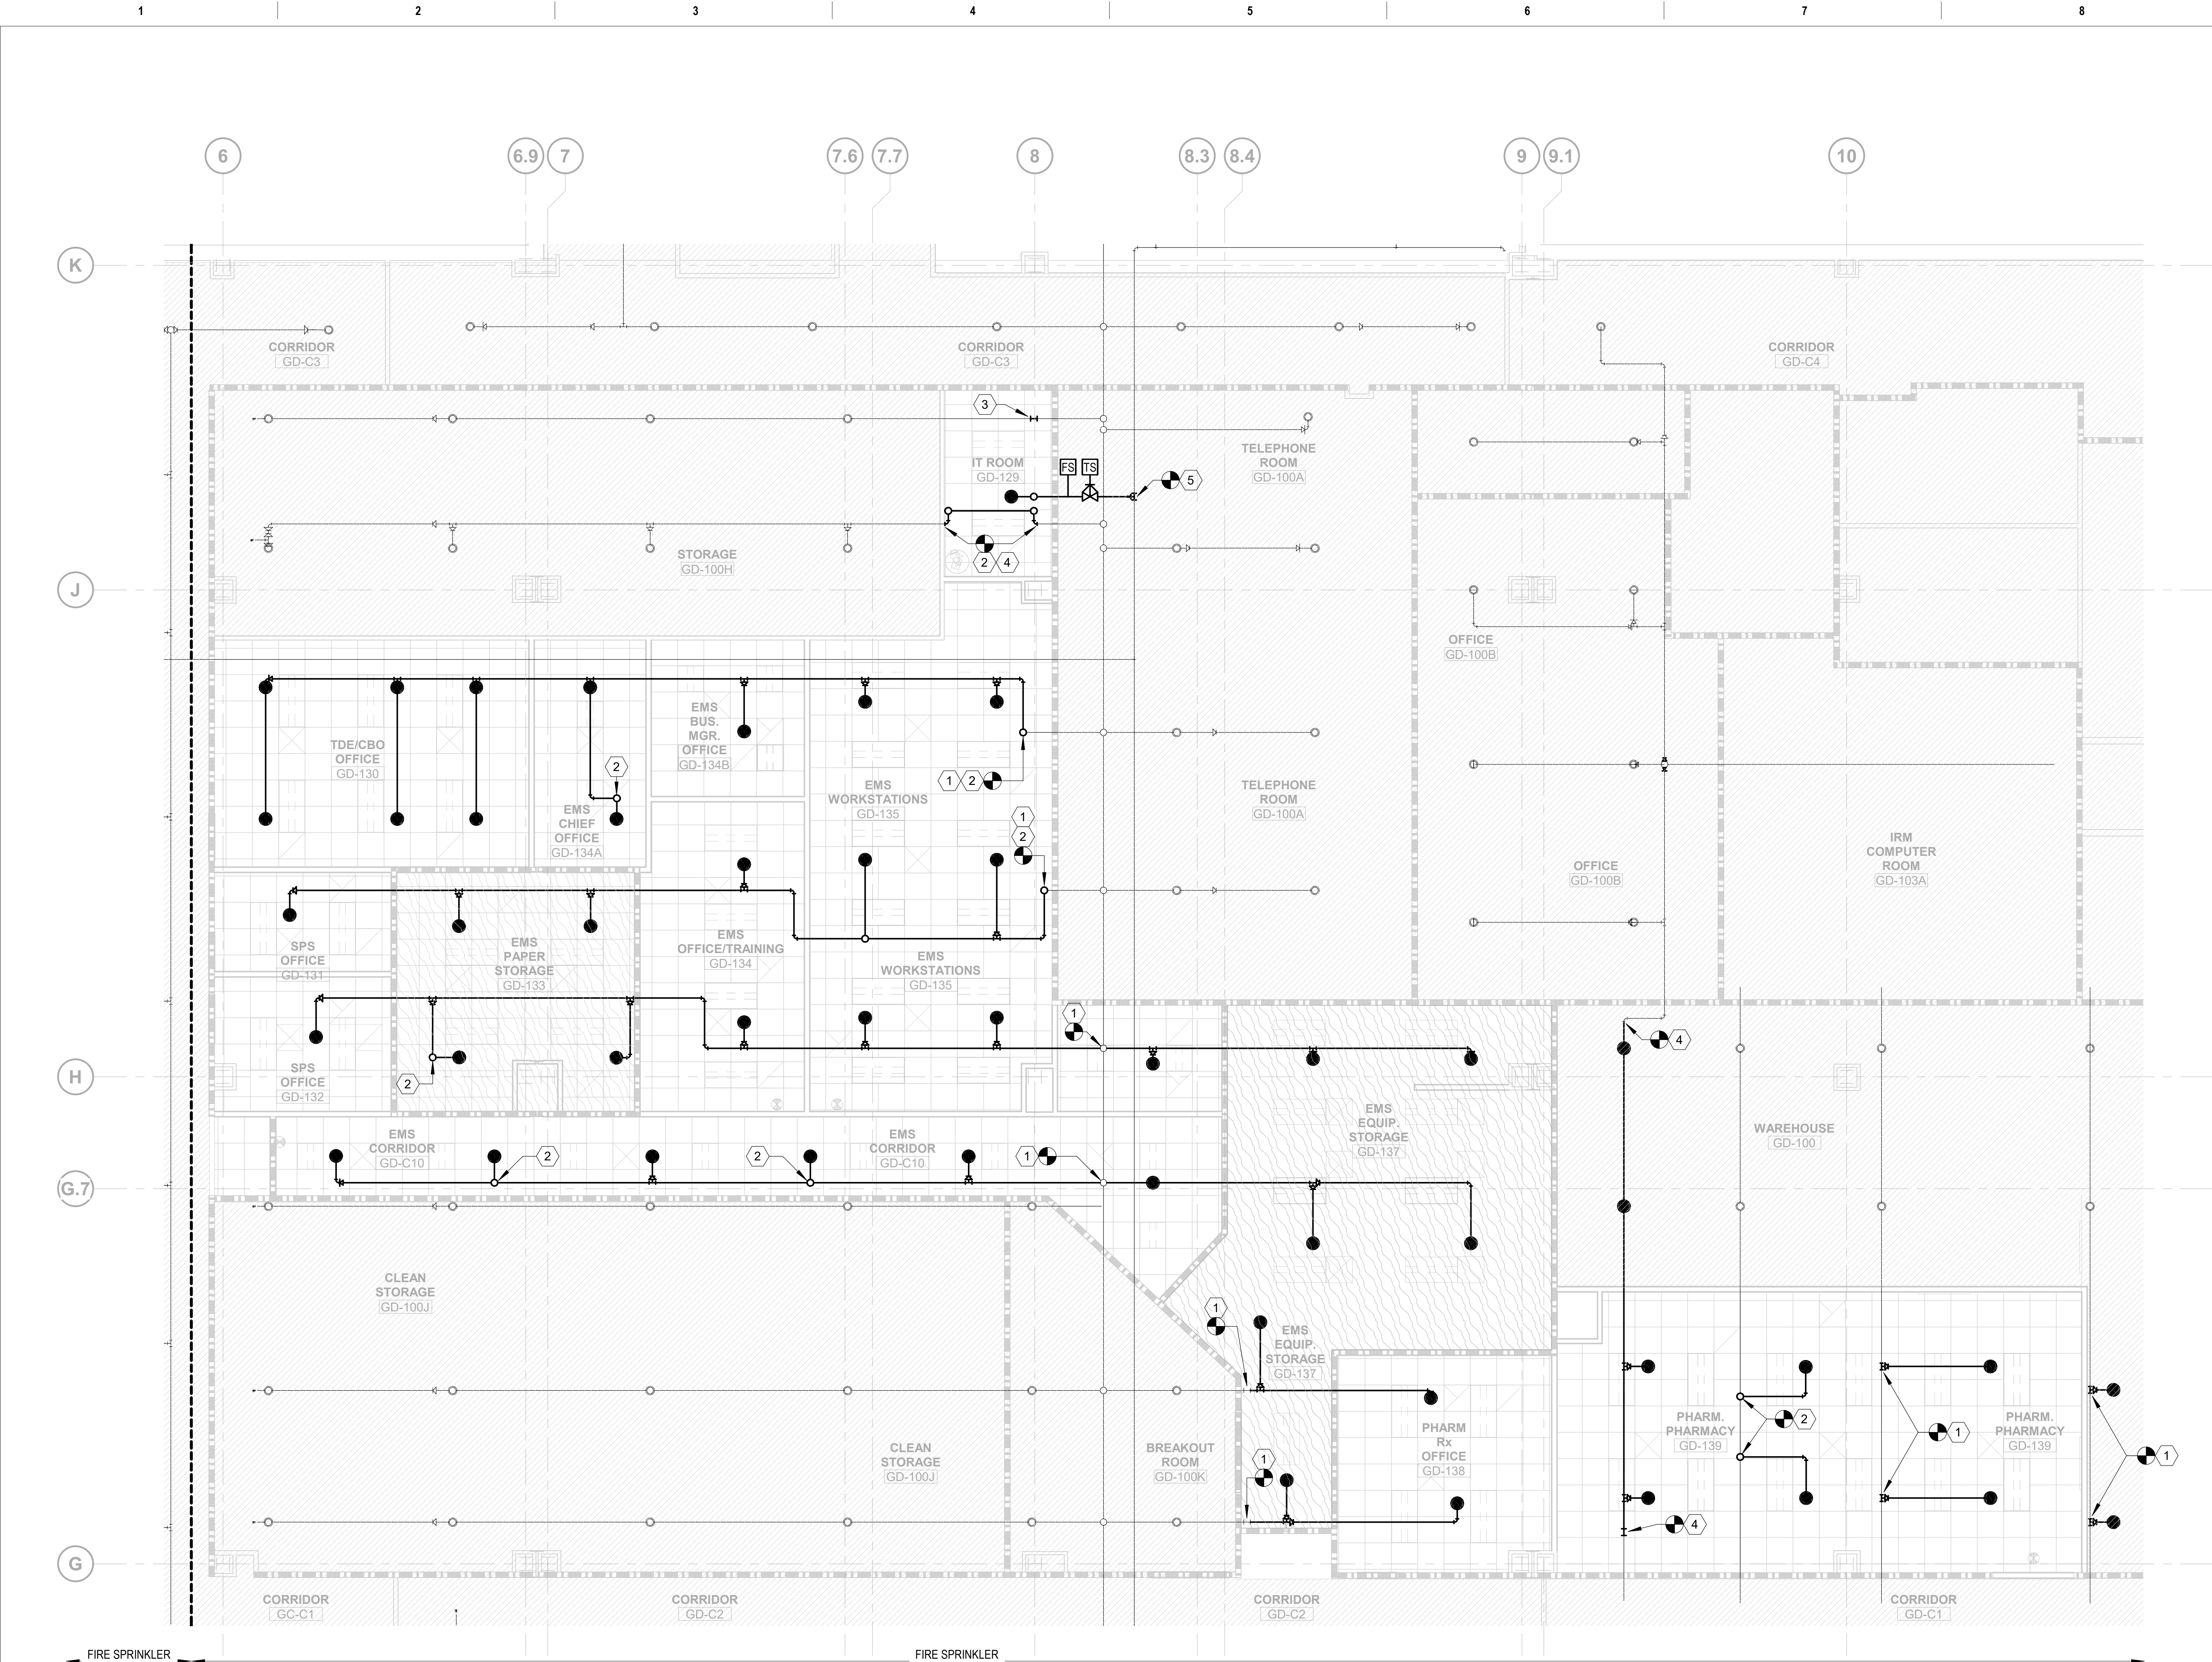 1 2 3 4 5 6 7 8
6 6.9 7 7.6 7.7 8 8.3 8.4 9 9.1 10
K
CORRIDOR
GD-C3
CORRIDOR
GD-C3
CORRIDOR
GD-C4
3
IT ROOM
GD-129
FS TS
5
TELEPHONE
ROOM
GD-100A
STORAGE
GD-100H
2 4
J
OFFICE
GD-100B
TDE/CBO
OFFICE
GD-130
2
EMS
CHIEF
OFFICE
GD-134A
EMS
BUS.
MGR.
OFFICE
GD-134B
1 2
EMS
WORKSTATIONS
GD-135
1
2
TELEPHONE
ROOM
GD-100A
OFFICE
GD-100B
IRM
COMPUTER
ROOM
GD-103A
SPS
OFFICE
GD-131
EMS
PAPER
STORAGE
GD-133
EMS
OFFICE/TRAINING
GD-134
EMS
WORKSTATIONS
GD-135
1
4
H
SPS
OFFICE
GD-132
2
EMS
EQUIP.
STORAGE
GD-137
WAREHOUSE
GD-100
EMS
CORRIDOR
GD-C10
2
2
EMS
CORRIDOR
GD-C10
1
G.7
CLEAN
STORAGE
GD-100J
1
EMS
EQUIP.
STORAGE
GD-137
CLEAN
STORAGE
GD-100J
BREAKOUT
ROOM
GD-100K
1
PHARM
Rx
OFFICE
GD-138
PHARM.
PHARMACY
GD-139
2
1
PHARM.
PHARMACY
GD-139
1
4
G
CORRIDOR
GC-C1
CORRIDOR
GD-C2
CORRIDOR
GD-C2
CORRIDOR
GD-C1
FIRE SPRINKLER
FIRE SPRINKLER